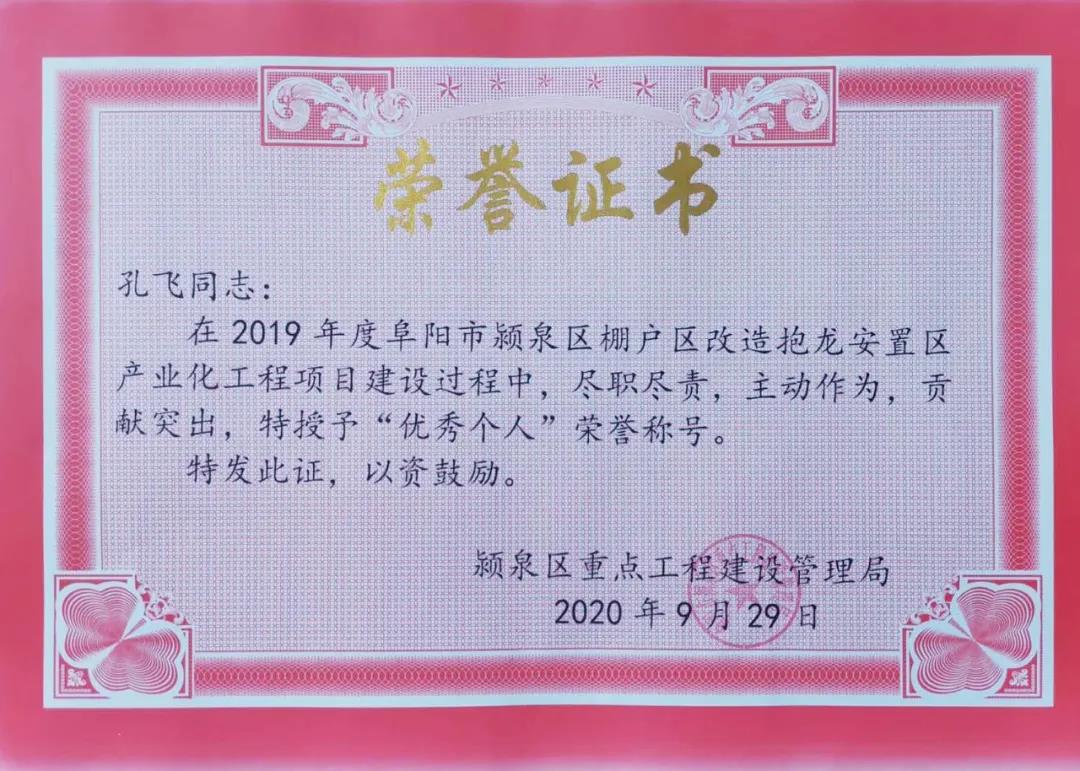 荣誉证书
孔飞同志：
在2019年度阜阳市颍泉区棚户区改造抱龙安置区
产业化工程项目建设过程中，尽职尽责，主动作为，贡
献突出，特授予“优秀个人”荣誉称号。
特发此证，以资鼓励。
颍泉区重点工程建设管理局
2020年9月29日